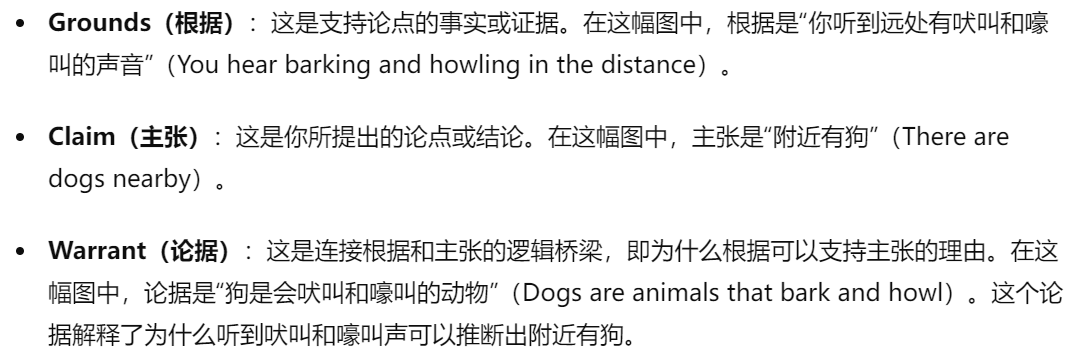 • Grounds（根据）：这是支持论点的事实或证据。在这幅图中，根据是“你听到远处有吠叫和嚎
叫的声音”（You hear barking and howling in the distance）。
• Claim（主张）：这是你所提出的论点或结论。在这幅图中，主张是“附近有狗”（There are
dogs nearby）。
• Warrant（论据）：这是连接根据和主张的逻辑桥梁，即为什么根据可以支持主张的理由。在这
幅图中，论据是“狗是会吠叫和嚎叫的动物”（Dogs are animals that bark and howl）。这个论
据解释了为什么听到吠叫和嚎叫声可以推断出附近有狗。